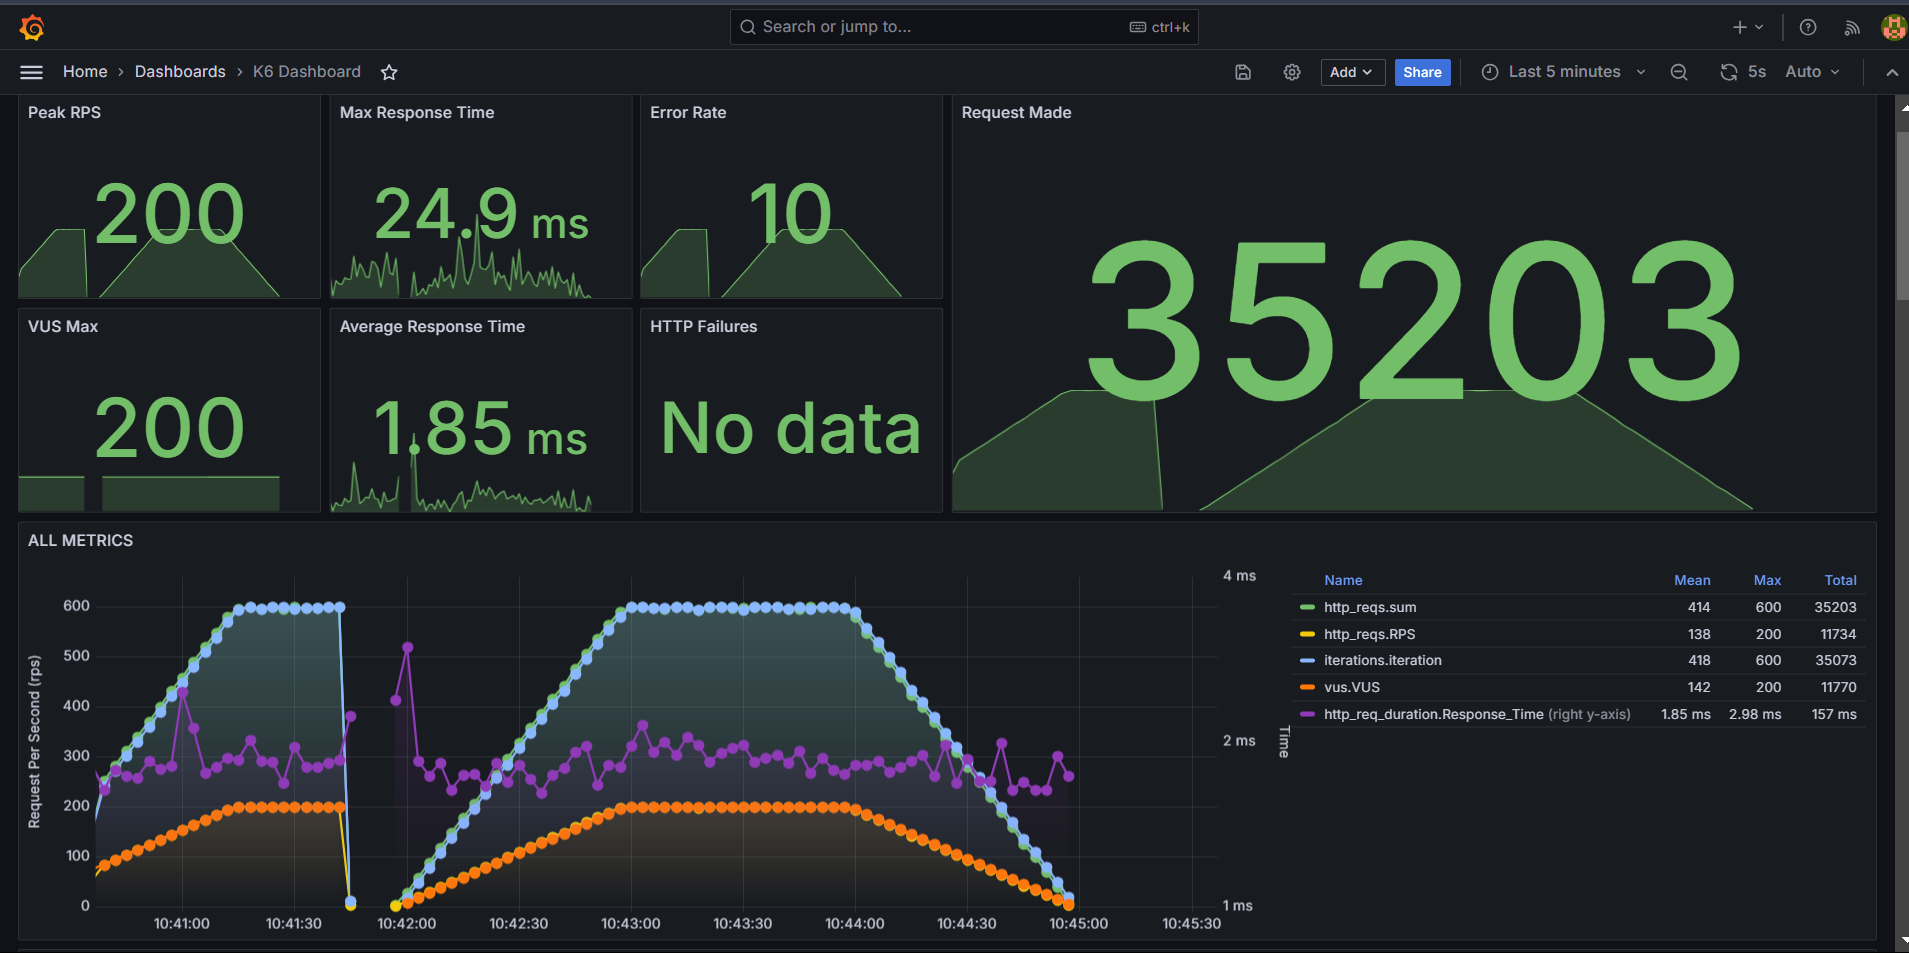 Search or jump to...
ctrl+k
Home › Dashboards › K6 Dashboard
Add
Share
Last 5 minutes
5s
Auto
Peak RPS
200
Max Response Time
24.9 ms
Error Rate
10
Request Made
35203
VUS Max
200
Average Response Time
1.85 ms
HTTP Failures
No data
ALL METRICS
Request Per Second (rps)
600
500
400
300
200
100
0
10:41:00 10:41:30 10:42:00 10:42:30 10:43:00 10:43:30 10:44:00 10:44:30 10:45:00 10:45:30
4 ms
2 ms
1 ms
Time
Name Mean Max Total
http_reqs.sum 414 600 35203
http_reqs.RPS 138 200 11734
iterations.iteration 418 600 35073
vus.VUS 142 200 11770
http_req_duration.Response_Time (right y-axis) 1.85 ms 2.98 ms 157 ms